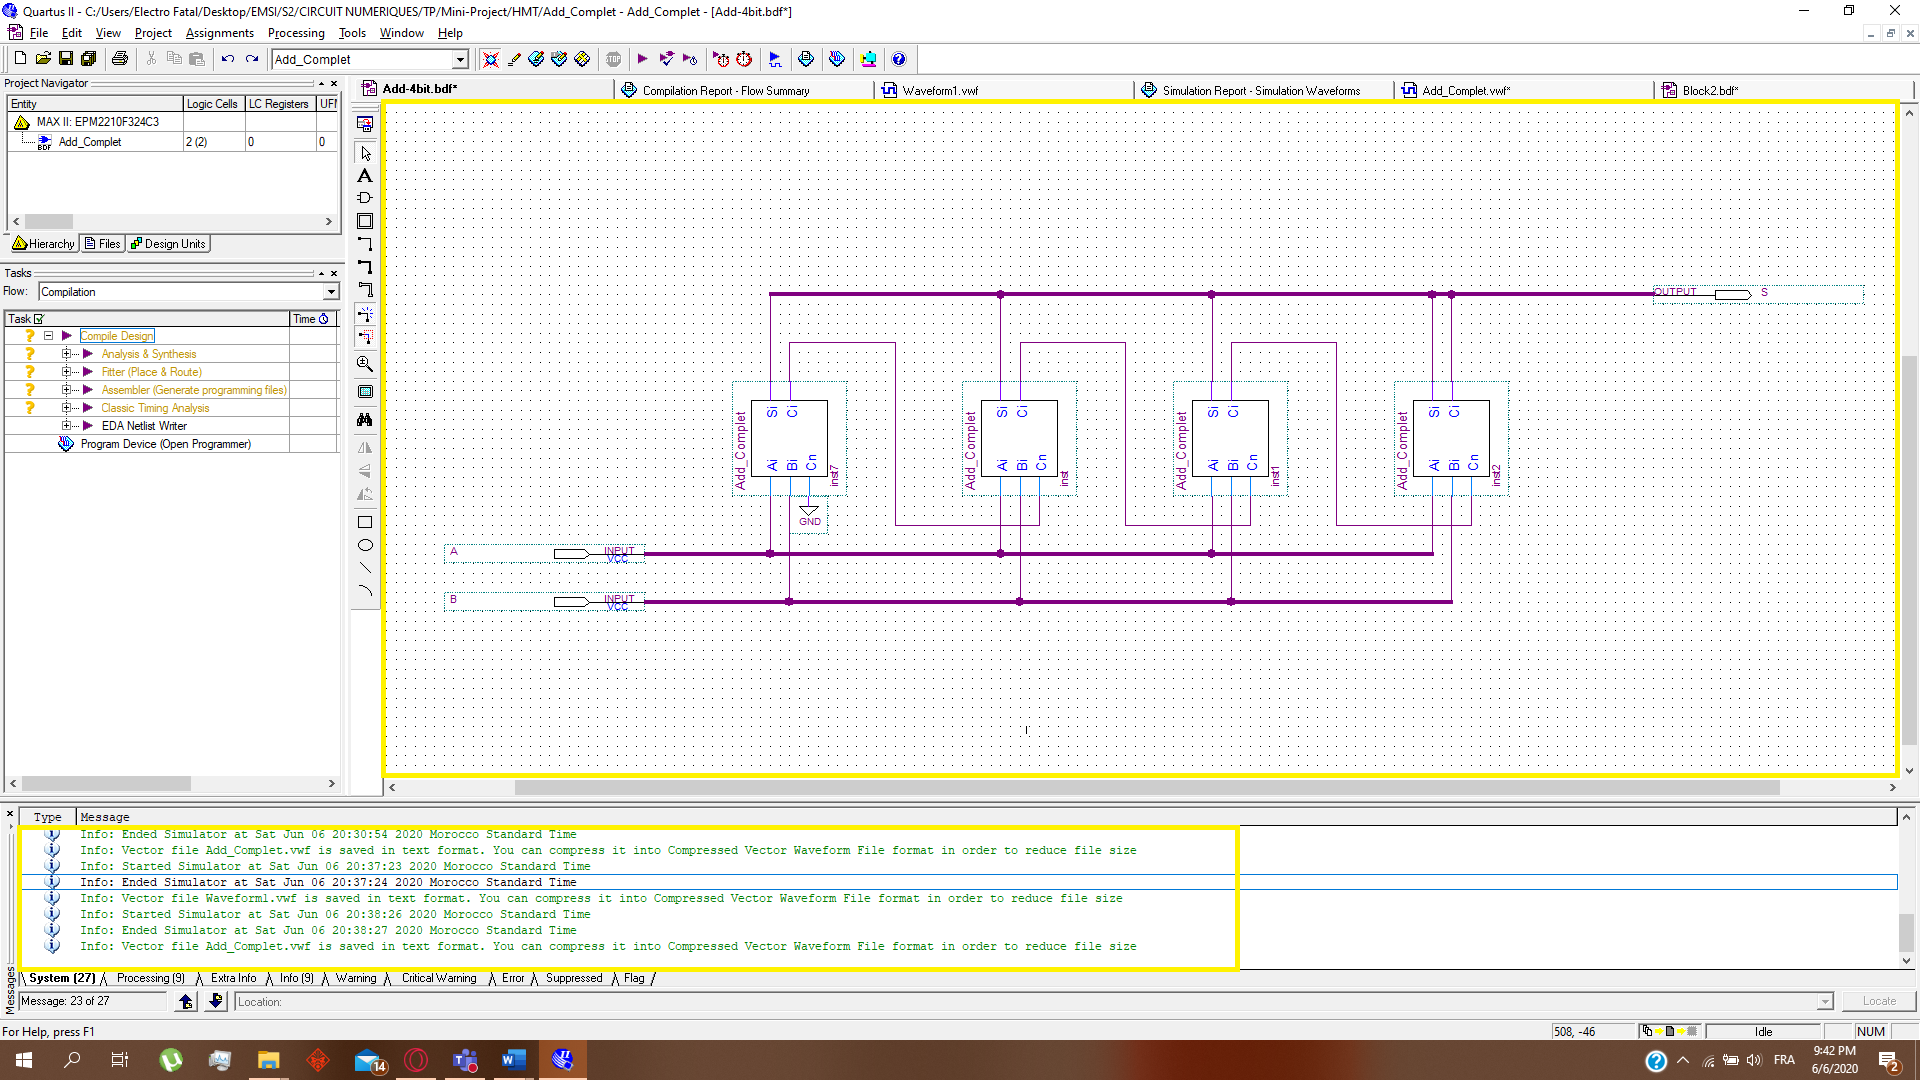 Quartus II - C:/Users/Electro Fatal/Desktop/EMSI/S2/CIRCUIT NUMERIQUES/TP/Mini-Project/HMT/Add_Complet - Add_Complet - [Add-4bit.bdf*]
File Edit View Project Assignments Processing Tools Window Help
Add_Complet
STOP
Project Navigator
Entity Logic Cells LC Registers UFM
MAX II: EPM2210F324C3
BDF Add_Complet 2 (2) 0 0
Hierarchy Files Design Units
Tasks
Flow: Compilation
Task Time
Compile Design
Analysis & Synthesis
Fitter (Place & Route)
Assembler (Generate programming files)
Classic Timing Analysis
EDA Netlist Writer
Program Device (Open Programmer)
Add-4bit.bdf* Compilation Report - Flow Summary Waveform1.vwf Simulation Report - Simulation Waveforms Add_Complet.vwf* Block2.bdf*
OUTPUT S
Si Ci Si Ci Si Ci Si Ci
Add_Complet Add_Complet Add_Complet Add_Complet
Ai Bi Cn Ai Bi Cn Ai Bi Cn Ai Bi Cn
inst7 inst inst1 inst2
GND
A INPUT
VCC
B INPUT
VCC
Type Message
Info: Ended Simulator at Sat Jun 06 20:30:54 2020 Morocco Standard Time
Info: Vector file Add_Complet.vwf is saved in text format. You can compress it into Compressed Vector Waveform File format in order to reduce file size
Info: Started Simulator at Sat Jun 06 20:37:23 2020 Morocco Standard Time
Info: Ended Simulator at Sat Jun 06 20:37:24 2020 Morocco Standard Time
Info: Vector file Waveform1.vwf is saved in text format. You can compress it into Compressed Vector Waveform File format in order to reduce file size
Info: Started Simulator at Sat Jun 06 20:38:26 2020 Morocco Standard Time
Info: Ended Simulator at Sat Jun 06 20:38:27 2020 Morocco Standard Time
Info: Vector file Add_Complet.vwf is saved in text format. You can compress it into Compressed Vector Waveform File format in order to reduce file size
System (27) Processing (9) Extra Info Info (9) Warning Critical Warning Error Suppressed Flag
Messages
Message: 23 of 27 Location: Locate
For Help, press F1 508, -46 Idle NUM
14 FRA 9:42 PM
6/6/2020 2